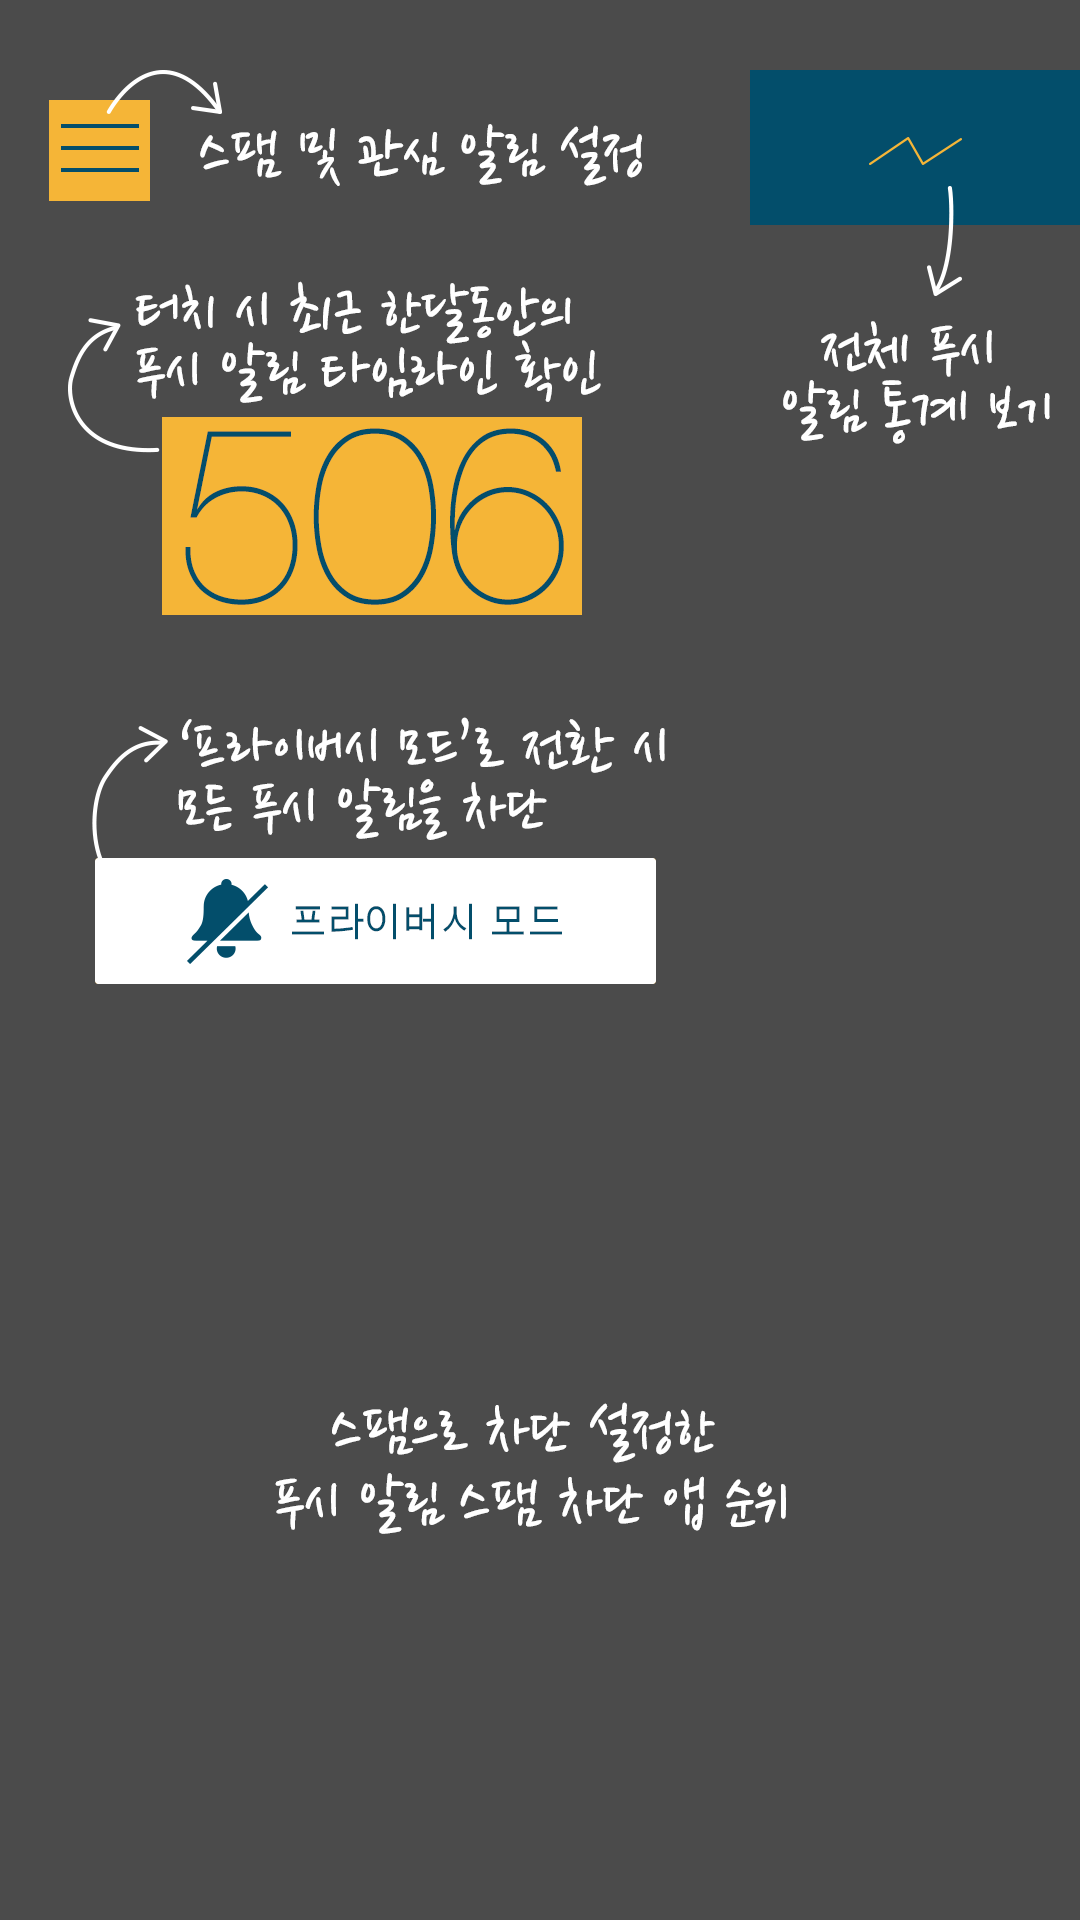 스팸 및 관심 알림 설정
터치 시 최근 한달동안의
푸시 알림 타임라인 확인
전체 푸시
알림 통계 보기
506
‘프라이버시 모드’로 전환 시
모든 푸시 알림을 차단
프라이버시 모드
스팸으로 차단 설정한
푸시 알림 스팸 차단 앱 순위